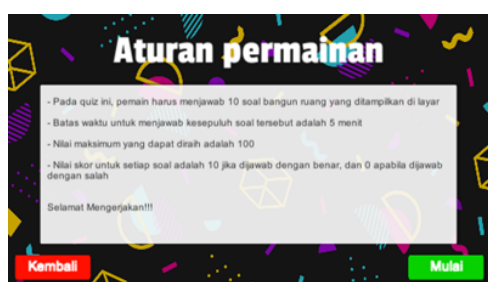 Aturan permainan
- Pada quiz ini, pemain harus menjawab 10 soal bangun ruang yang ditampilkan di layar
- Batas waktu untuk menjawab kesepuluh soal tersebut adalah 5 menit
- Nilai maksimum yang dapat diraih adalah 100
- Nilai skor untuk setiap soal adalah 10 jika dijawab dengan benar, dan 0 apabila dijawab
dengan salah
Selamat Mengerjakan!!!
Kembali
Mulai